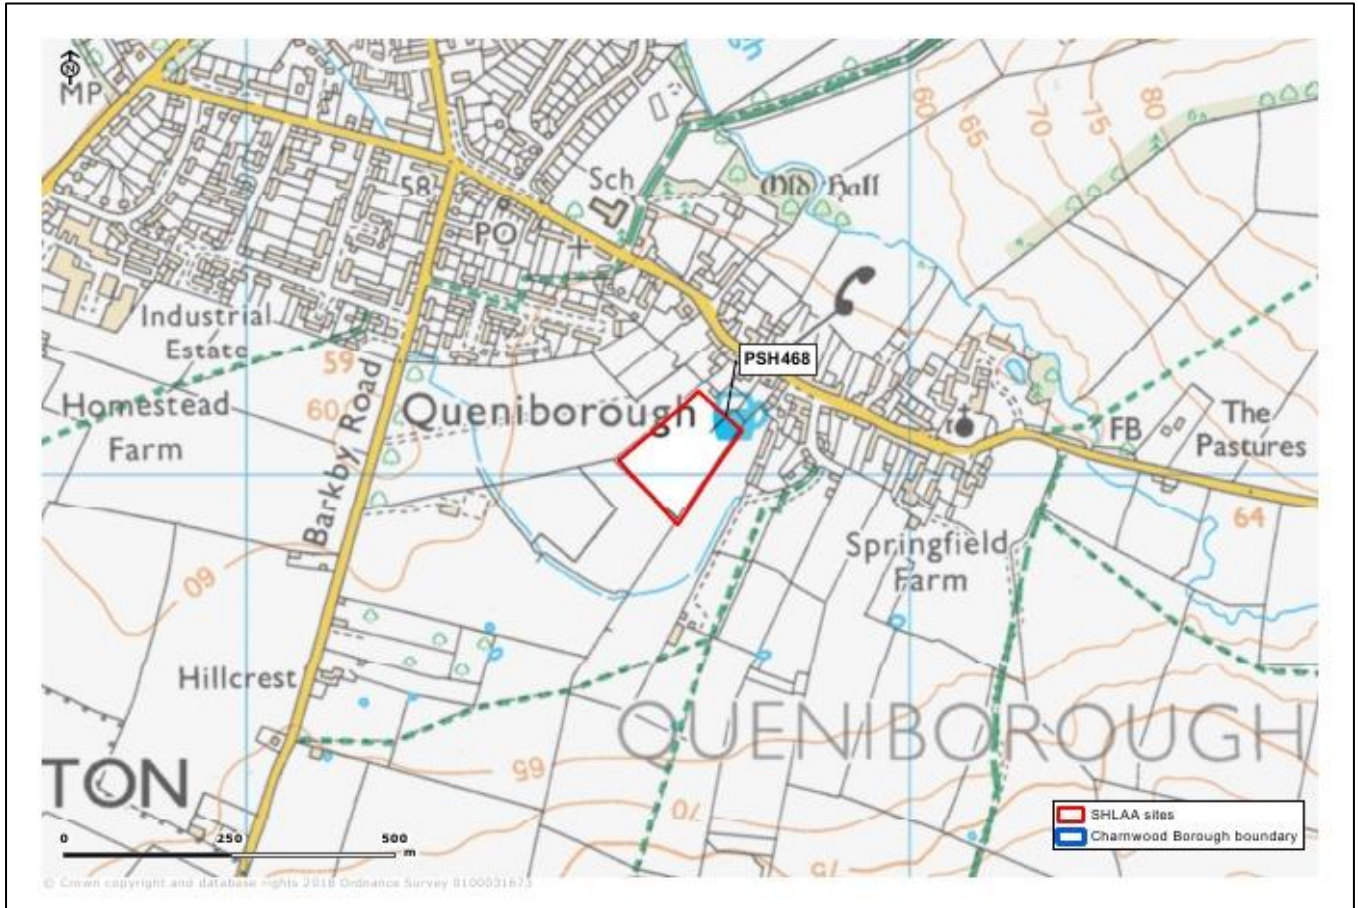 N
MP
58
Sch
Old Hall
60
65
70
75
80
PO
Industrial
Estate
59
60
PSH468
Homestead
Farm
Barkby Road
Queniborough
FB
The
Pastures
64
60
Springfield
Farm
Hillcrest
QUENIBOROUGH
65
70
TON
75
0 250 500
m
SHLAA sites
Charnwood Borough boundary
© Crown copyright and database rights 2018 Ordnance Survey 0100031673